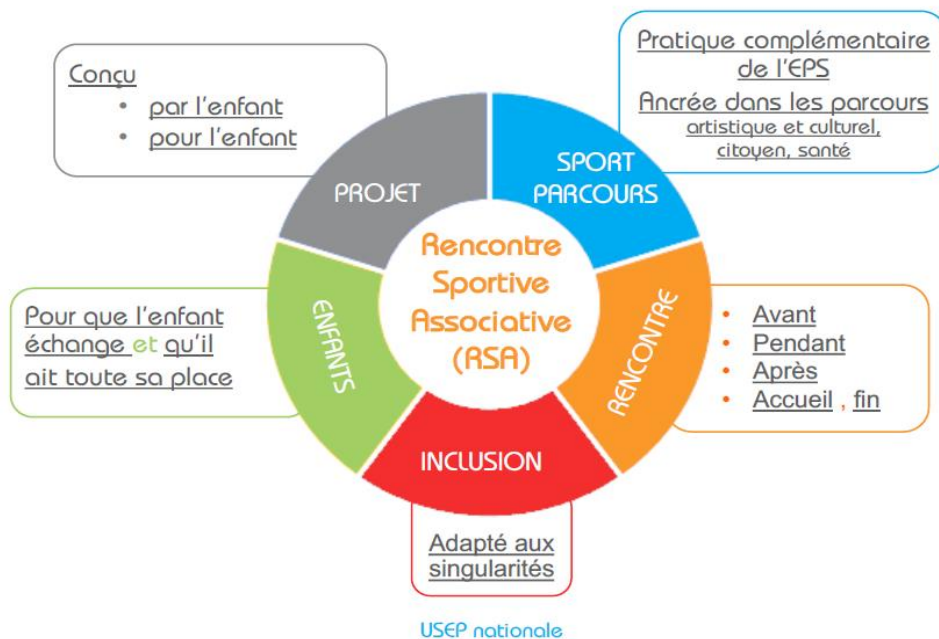 Conçu
• par l'enfant
• pour l'enfant
PROJET
Pratique complémentaire
de l'EPS
Ancrée dans les parcours
artistique et culturel,
citoyen, santé
SPORT
PARCOURS
Rencontre
Sportive
Associative
(RSA)
Pour que l'enfant
échange et qu'il
ait toute sa place
ENFANTS
RENCONTRE
• Avant
• Pendant
• Après
• Accueil , fin
INCLUSION
Adapté aux
singularités
USEP nationale